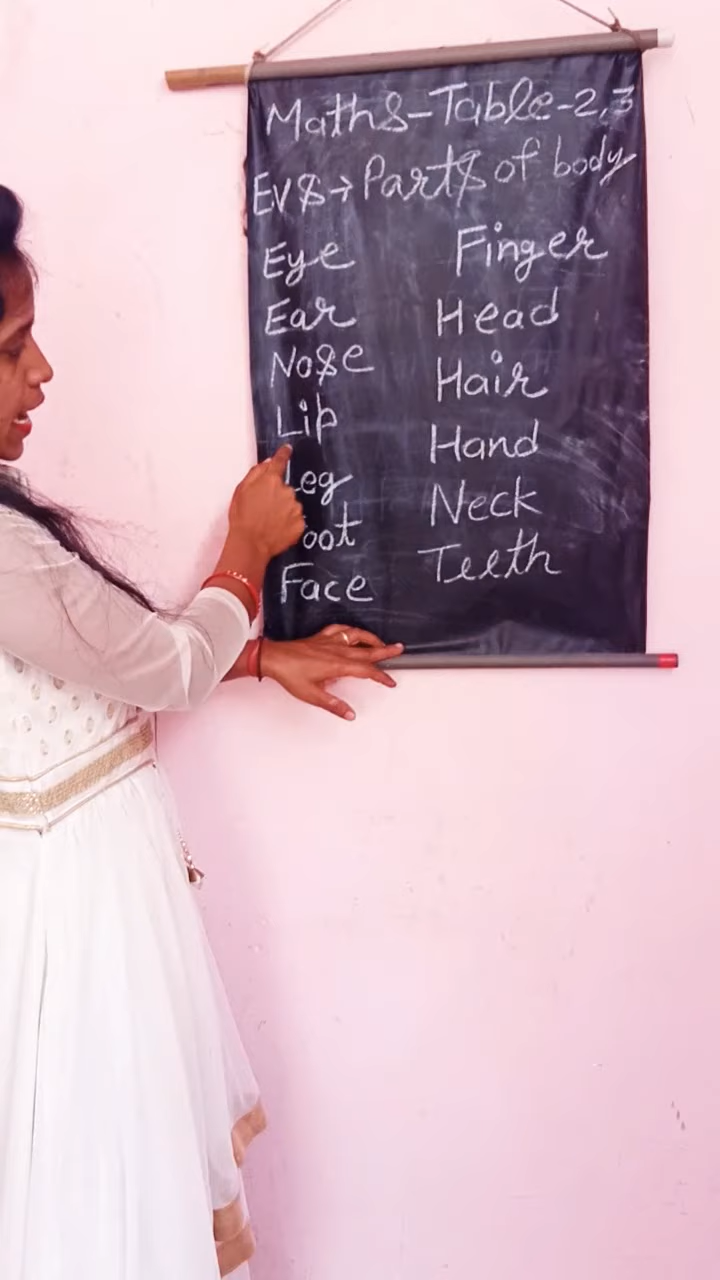 Maths-Table-2,3
EVS→Parts of body
Eye Finger
Ear Head
Nose Hair
Lip Hand
Leg Neck
oot Teeth
Face